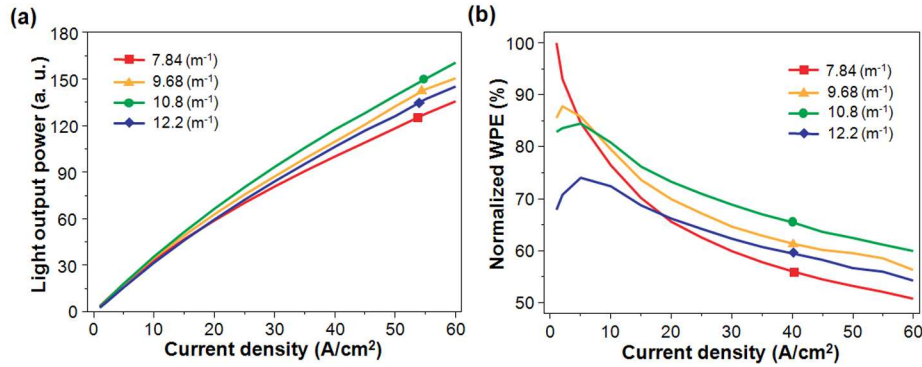 (a)
180
150
120
90
60
30
0
Light output power (a. u.)
7.84 (m⁻¹)
9.68 (m⁻¹)
10.8 (m⁻¹)
12.2 (m⁻¹)
0 10 20 30 40 50 60
Current density (A/cm²)
(b)
100
90
80
70
60
50
Normalized WPE (%)
7.84 (m⁻¹)
9.68 (m⁻¹)
10.8 (m⁻¹)
12.2 (m⁻¹)
0 10 20 30 40 50 60
Current density (A/cm²)